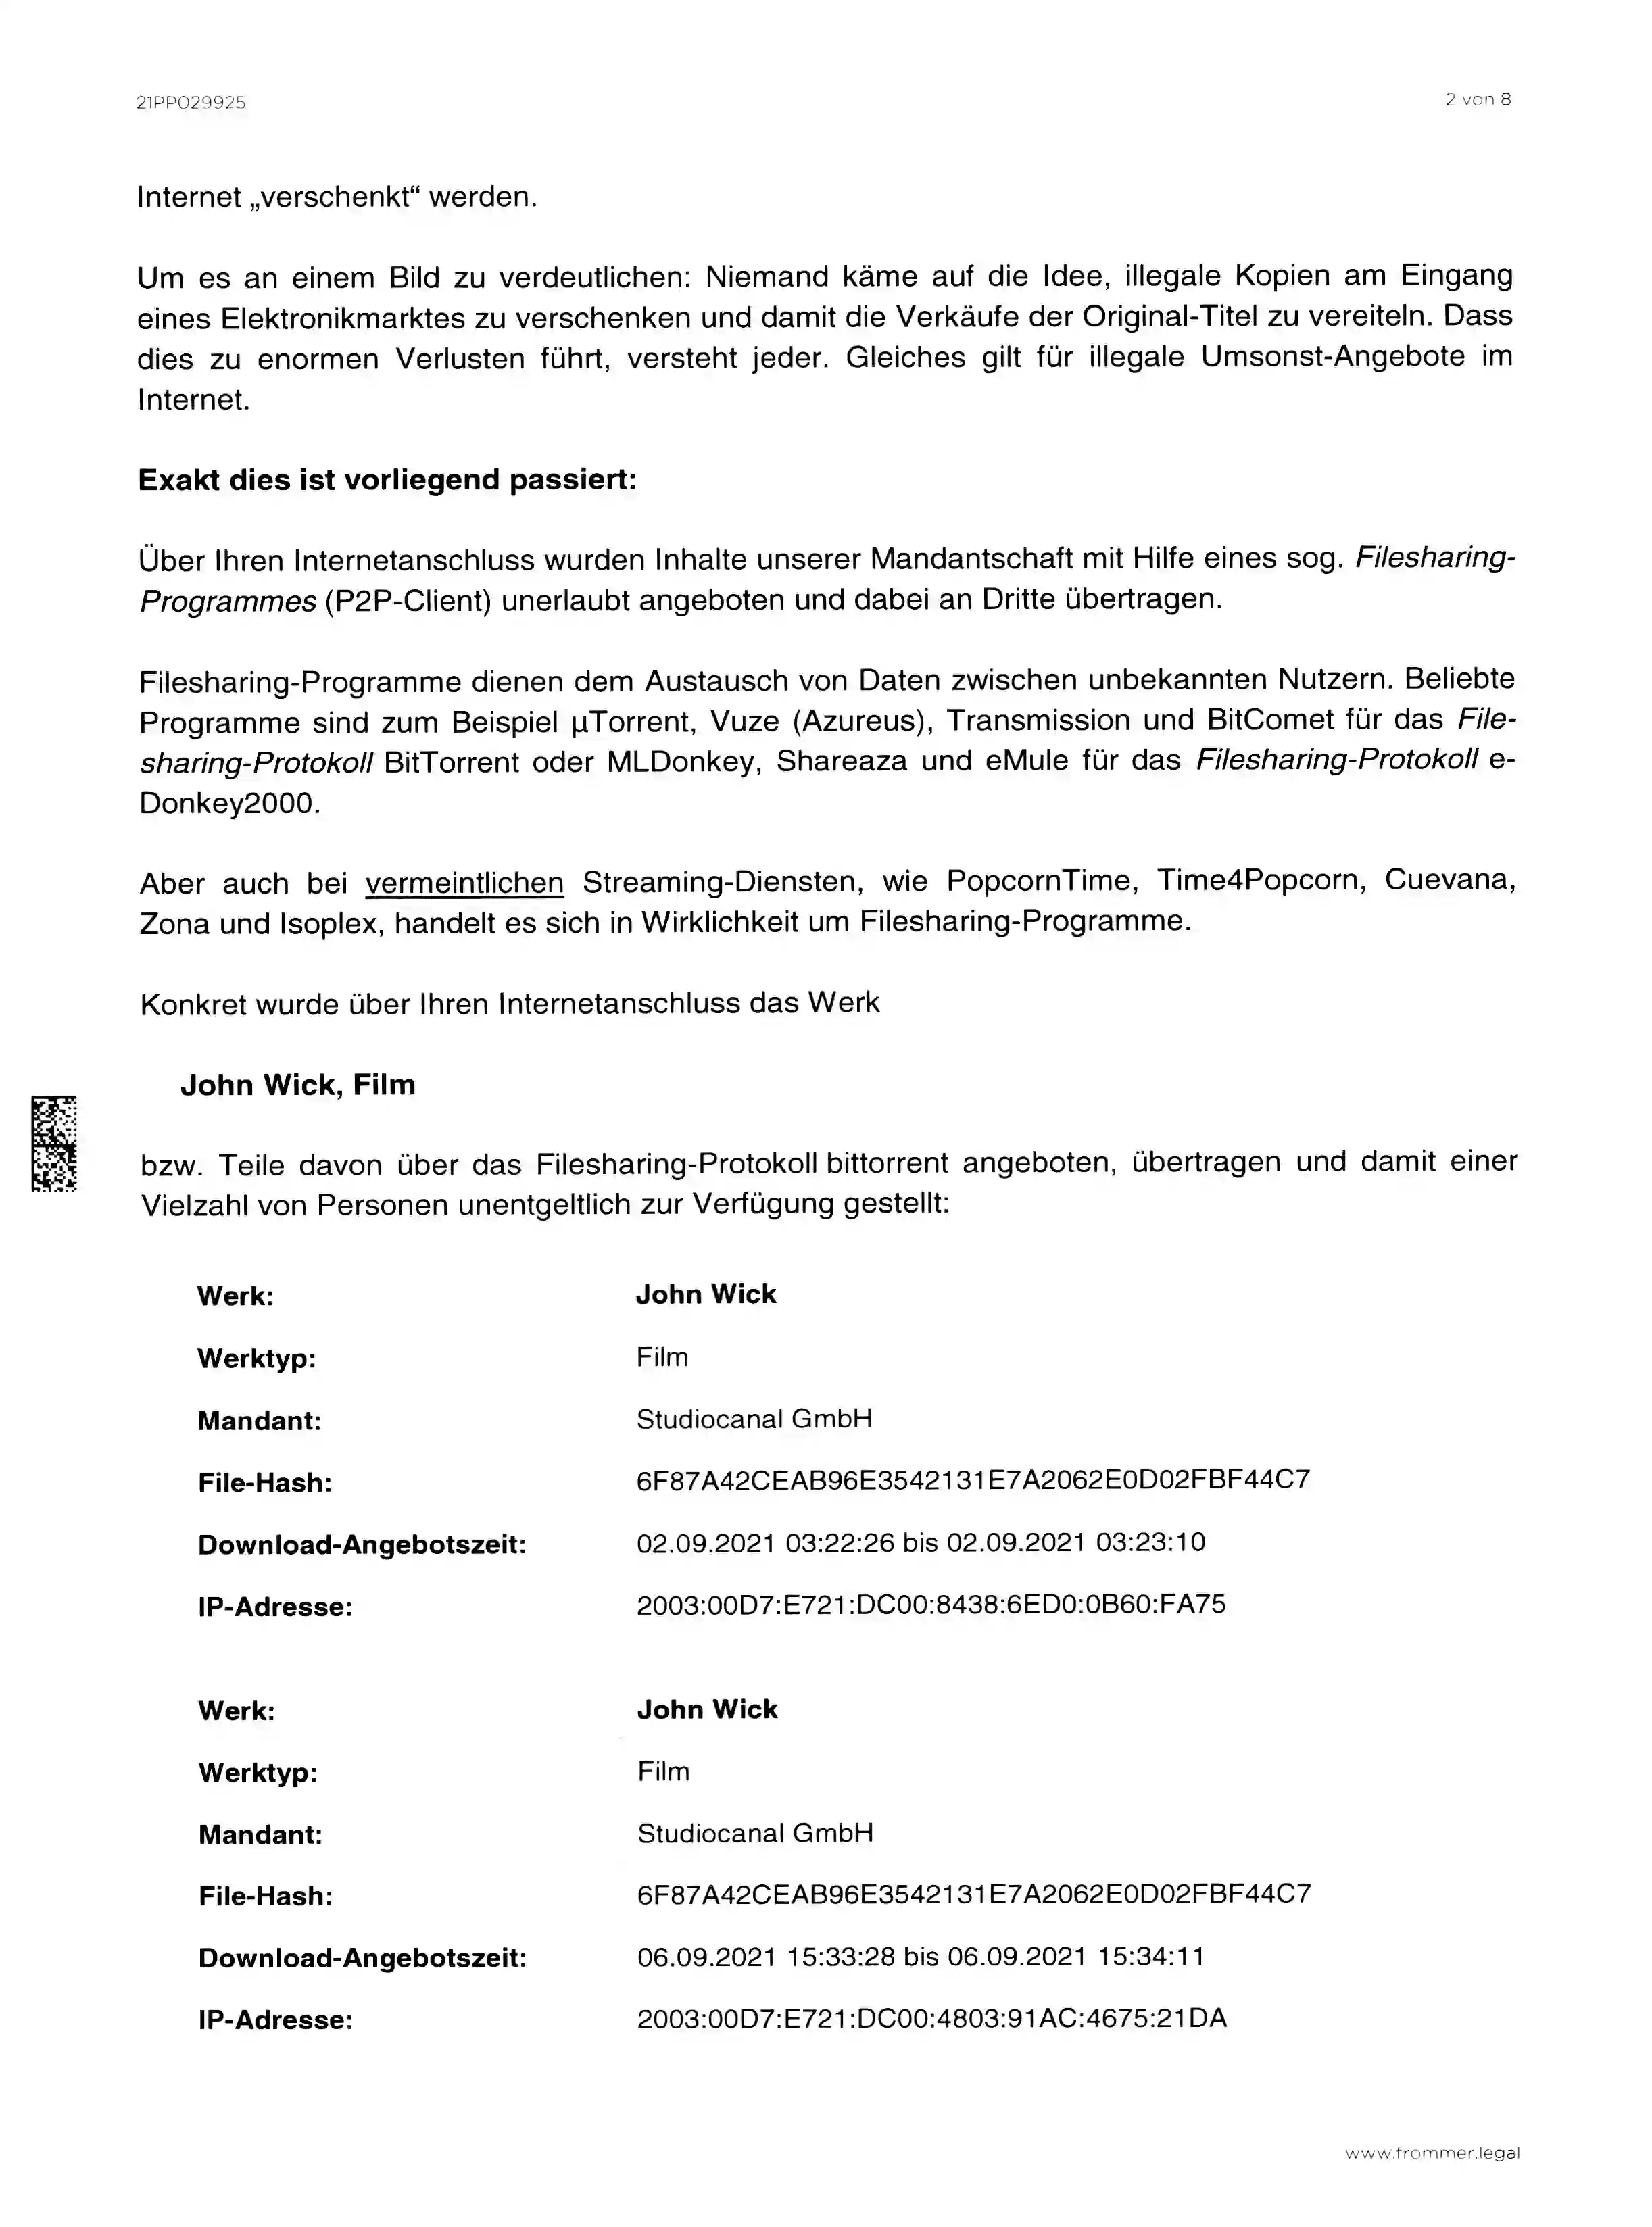 21PP029925
2 von 8
Internet „verschenkt“ werden.
Um es an einem Bild zu verdeutlichen: Niemand käme auf die Idee, illegale Kopien am Eingang
eines Elektronikmarktes zu verschenken und damit die Verkäufe der Original-Titel zu vereiteln. Dass
dies zu enormen Verlusten führt, versteht jeder. Gleiches gilt für illegale Umsonst-Angebote im
Internet.
Exakt dies ist vorliegend passiert:
Über Ihren Internetanschluss wurden Inhalte unserer Mandantschaft mit Hilfe eines sog. Filesharing-
Programmes (P2P-Client) unerlaubt angeboten und dabei an Dritte übertragen.
Filesharing-Programme dienen dem Austausch von Daten zwischen unbekannten Nutzern. Beliebte
Programme sind zum Beispiel µTorrent, Vuze (Azureus), Transmission und BitComet für das File-
sharing-Protokoll BitTorrent oder MLDonkey, Shareaza und eMule für das Filesharing-Protokoll e-
Donkey2000.
Aber auch bei vermeintlichen Streaming-Diensten, wie PopcornTime, Time4Popcorn, Cuevana,
Zona und Isoplex, handelt es sich in Wirklichkeit um Filesharing-Programme.
Konkret wurde über Ihren Internetanschluss das Werk
John Wick, Film
bzw. Teile davon über das Filesharing-Protokoll bittorrent angeboten, übertragen und damit einer
Vielzahl von Personen unentgeltlich zur Verfügung gestellt:
Werk: John Wick
Werktyp: Film
Mandant: Studiocanal GmbH
File-Hash: 6F87A42CEAB96E3542131E7A2062E0D02FBF44C7
Download-Angebotszeit: 02.09.2021 03:22:26 bis 02.09.2021 03:23:10
IP-Adresse: 2003:00D7:E721:DC00:8438:6ED0:0B60:FA75
Werk: John Wick
Werktyp: Film
Mandant: Studiocanal GmbH
File-Hash: 6F87A42CEAB96E3542131E7A2062E0D02FBF44C7
Download-Angebotszeit: 06.09.2021 15:33:28 bis 06.09.2021 15:34:11
IP-Adresse: 2003:00D7:E721:DC00:4803:91AC:4675:21DA
www.frommer.legal